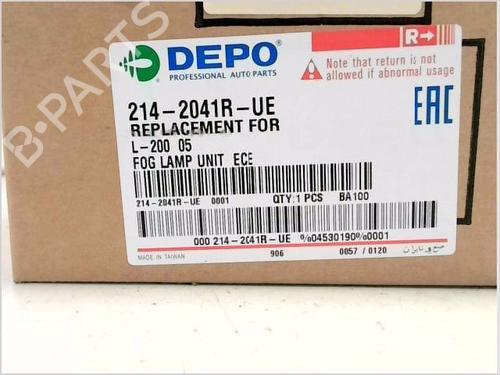 DEPO
PROFESSIONAL AUTO PARTS
R
Note that return is not
allowed if abnormal usage
EAC
214-2041R-UE
REPLACEMENT FOR
L-200 05
FOG LAMP UNIT ECE
214-2041R-UE 0001 QTY:1 PCS BA100
000 214-2041R-UE %04530190%0001
MADE IN TAIWAN 906 0057 / 0120
B-PARTS